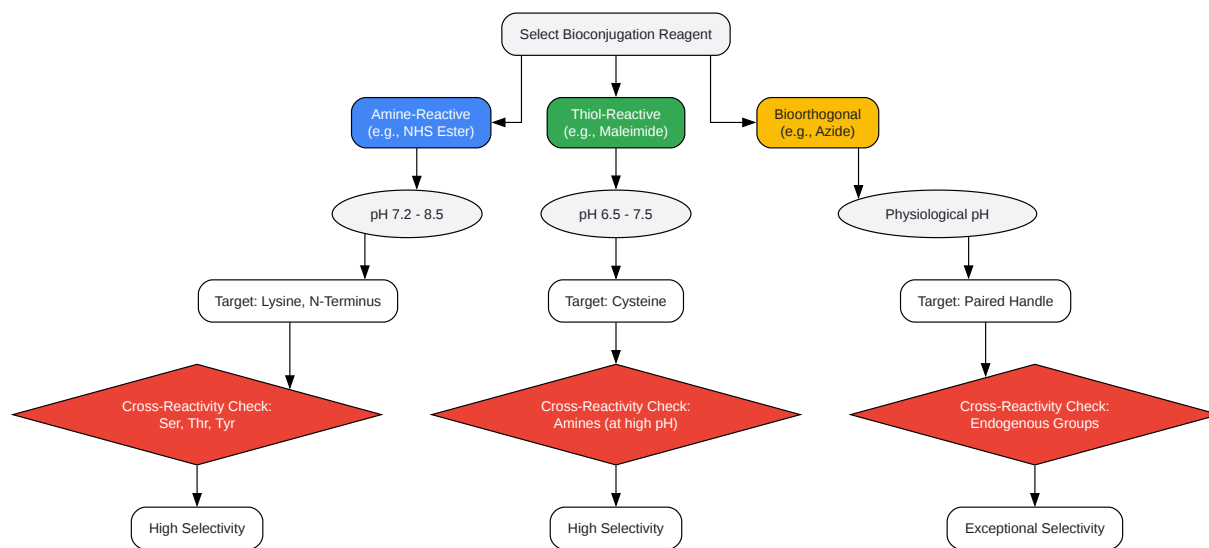 Select Bioconjugation Reagent
Amine-Reactive
(e.g., NHS Ester)
Thiol-Reactive
(e.g., Maleimide)
Bioorthogonal
(e.g., Azide)
pH 7.2 - 8.5
pH 6.5 - 7.5
Physiological pH
Target: Lysine, N-Terminus
Target: Cysteine
Target: Paired Handle
Cross-Reactivity Check:
Ser, Thr, Tyr
Cross-Reactivity Check:
Amines (at high pH)
Cross-Reactivity Check:
Endogenous Groups
High Selectivity
High Selectivity
Exceptional Selectivity